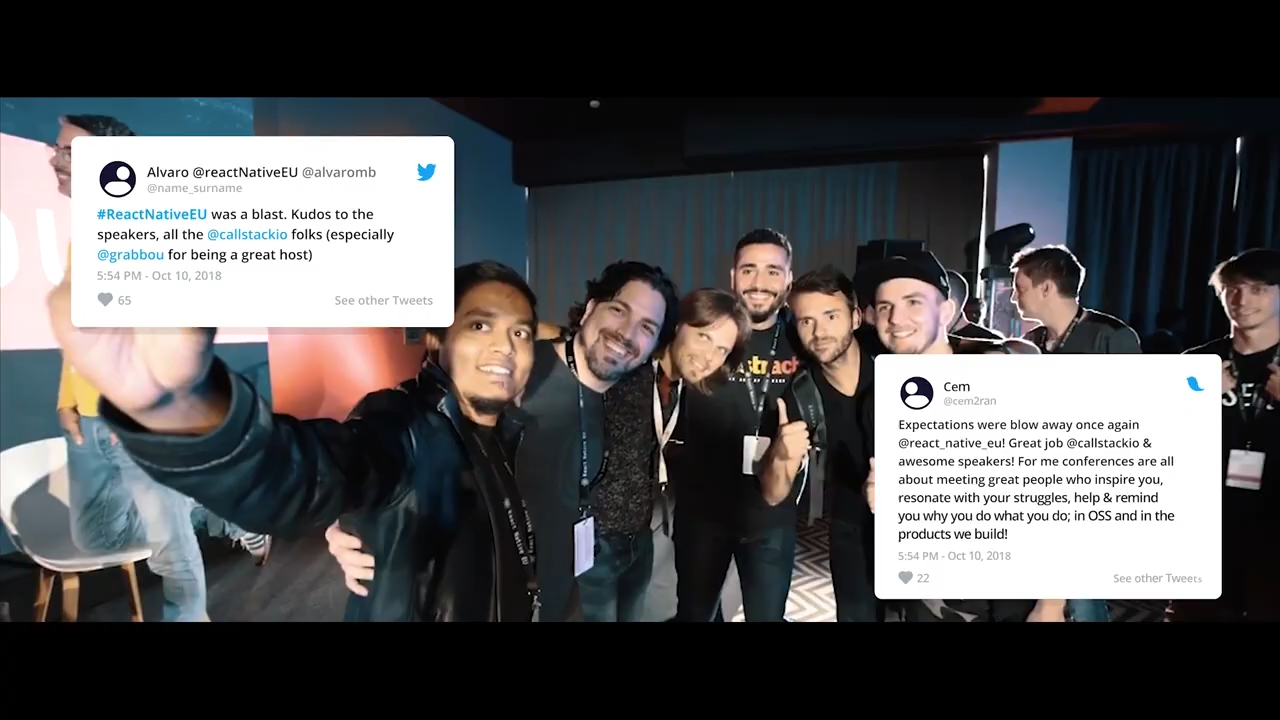 Alvaro @reactNativeEU @alvaromb
@name_surname
#ReactNativeEU was a blast. Kudos to the
speakers, all the @callstackio folks (especially
@grabbou for being a great host)
5:54 PM - Oct 10, 2018
65
See other Tweets
Cem
@cem2ran
Expectations were blow away once again
@react_native_eu! Great job @callstackio &
awesome speakers! For me conferences are all
about meeting great people who inspire you,
resonate with your struggles, help & remind
you why you do what you do; in OSS and in the
products we build!
5:54 PM - Oct 10, 2018
22
See other Tweets